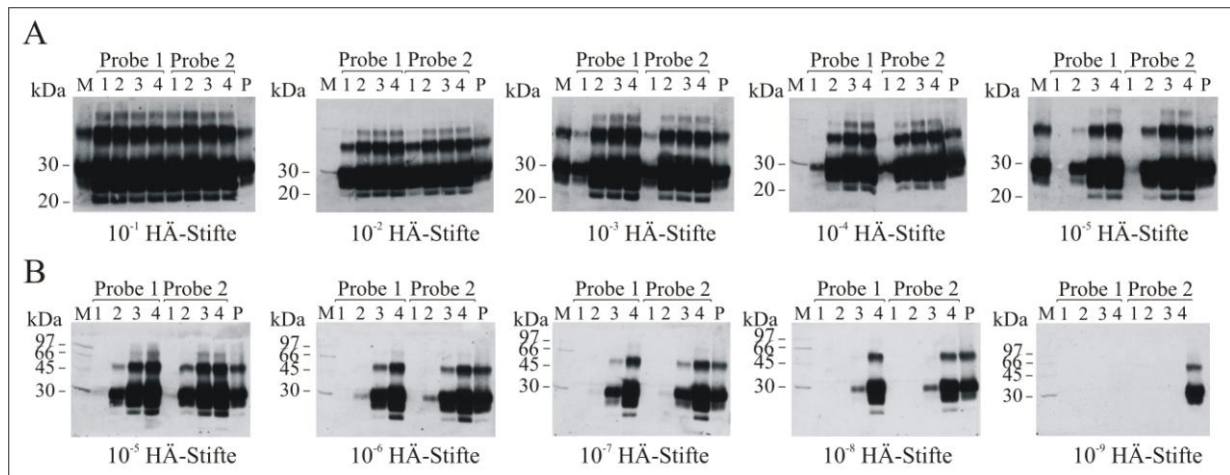 A
Probe 1 Probe 2
kDa M 1 2 3 4 1 2 3 4 P
30
20
10⁻¹ HÄ-Stifte
Probe 1 Probe 2
kDa M 1 2 3 4 1 2 3 4 P
30
20
10⁻² HÄ-Stifte
Probe 1 Probe 2
kDa M 1 2 3 4 1 2 3 4 P
30
20
10⁻³ HÄ-Stifte
Probe 1 Probe 2
kDa M 1 2 3 4 1 2 3 4 P
30
20
10⁻⁴ HÄ-Stifte
Probe 1 Probe 2
kDa M 1 2 3 4 1 2 3 4 P
30
20
10⁻⁵ HÄ-Stifte
B
Probe 1 Probe 2
kDa M 1 2 3 4 1 2 3 4 P
97
66
45
30
10⁻⁵ HÄ-Stifte
Probe 1 Probe 2
kDa M 1 2 3 4 1 2 3 4 P
97
66
45
30
10⁻⁶ HÄ-Stifte
Probe 1 Probe 2
kDa M 1 2 3 4 1 2 3 4 P
97
66
45
30
10⁻⁷ HÄ-Stifte
Probe 1 Probe 2
kDa M 1 2 3 4 1 2 3 4 P
97
66
45
30
10⁻⁸ HÄ-Stifte
Probe 1 Probe 2
kDa M 1 2 3 4 1 2 3 4 P
97
66
45
30
10⁻⁹ HÄ-Stifte